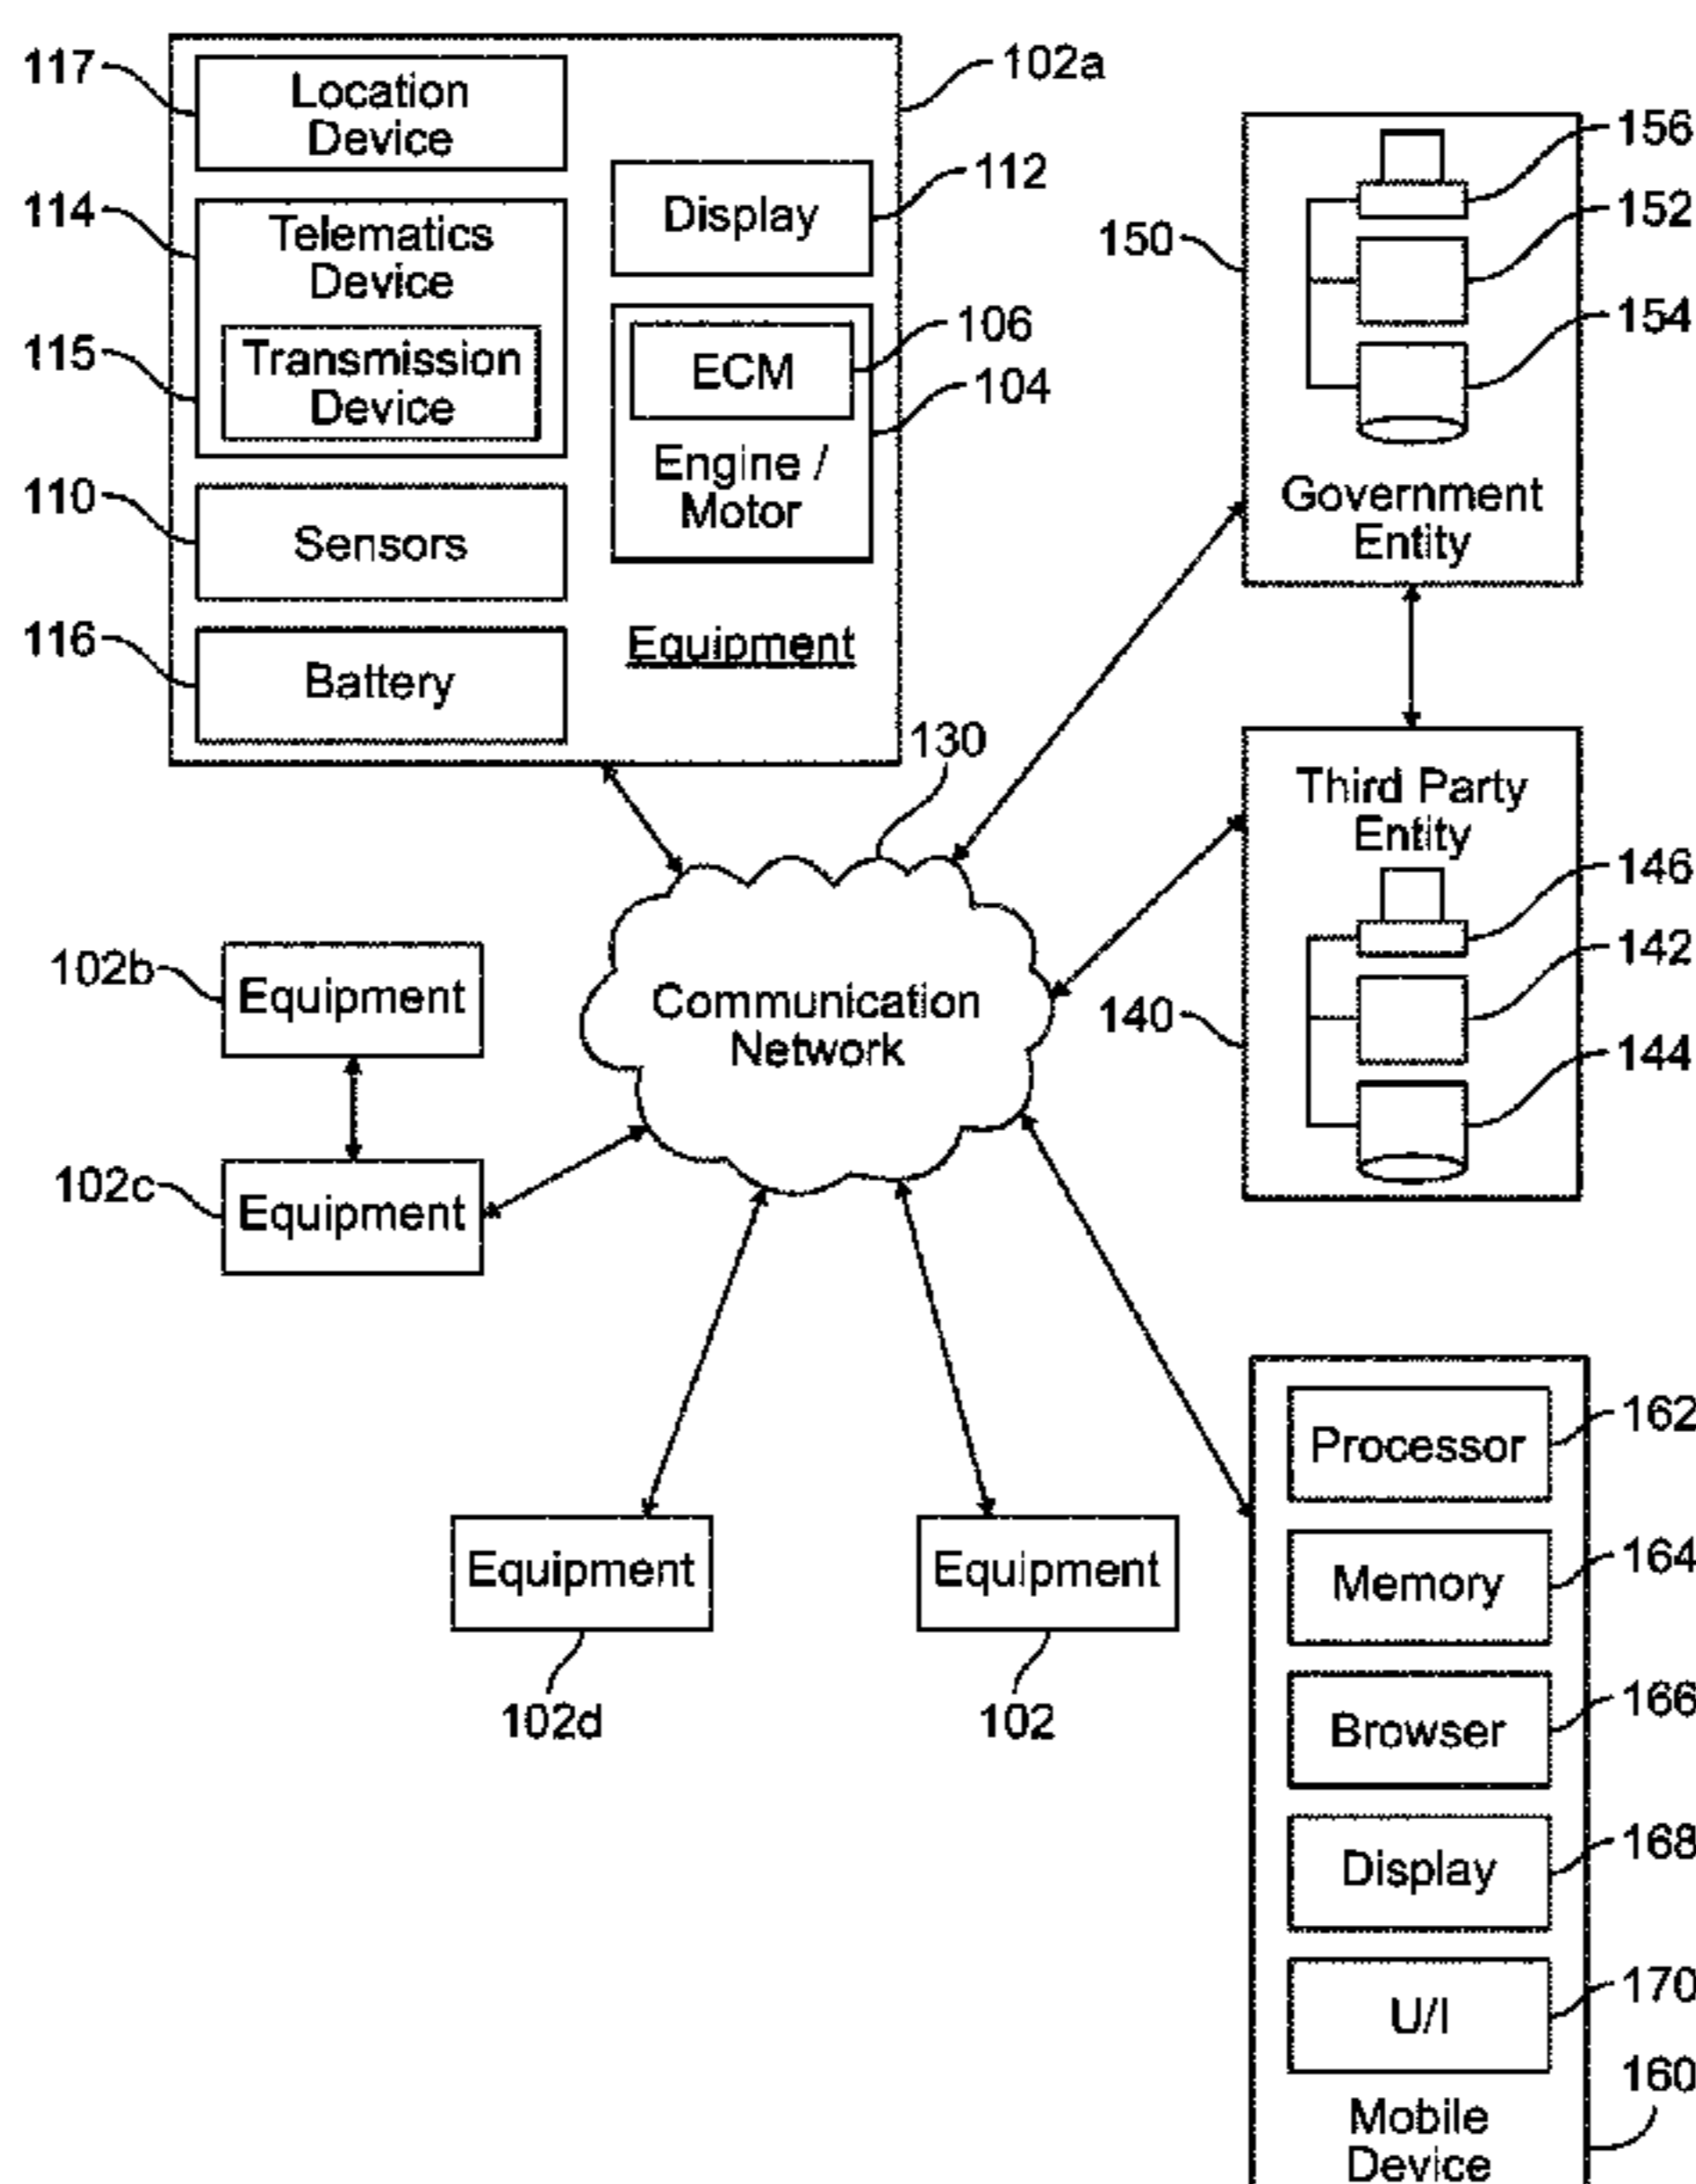 117
Location
Device
102a
114
Telematics
Device
112
Display
115
Transmission
Device
106
ECM
104
Engine /
Motor
110
Sensors
116
Battery
Equipment
156
152
150
154
Government
Entity
130
Third Party
Entity
146
142
140
144
Communication
Network
102b
Equipment
102c
Equipment
Equipment
102d
Equipment
102
162
Processor
164
Memory
166
Browser
168
Display
170
U/I
160
Mobile
Device